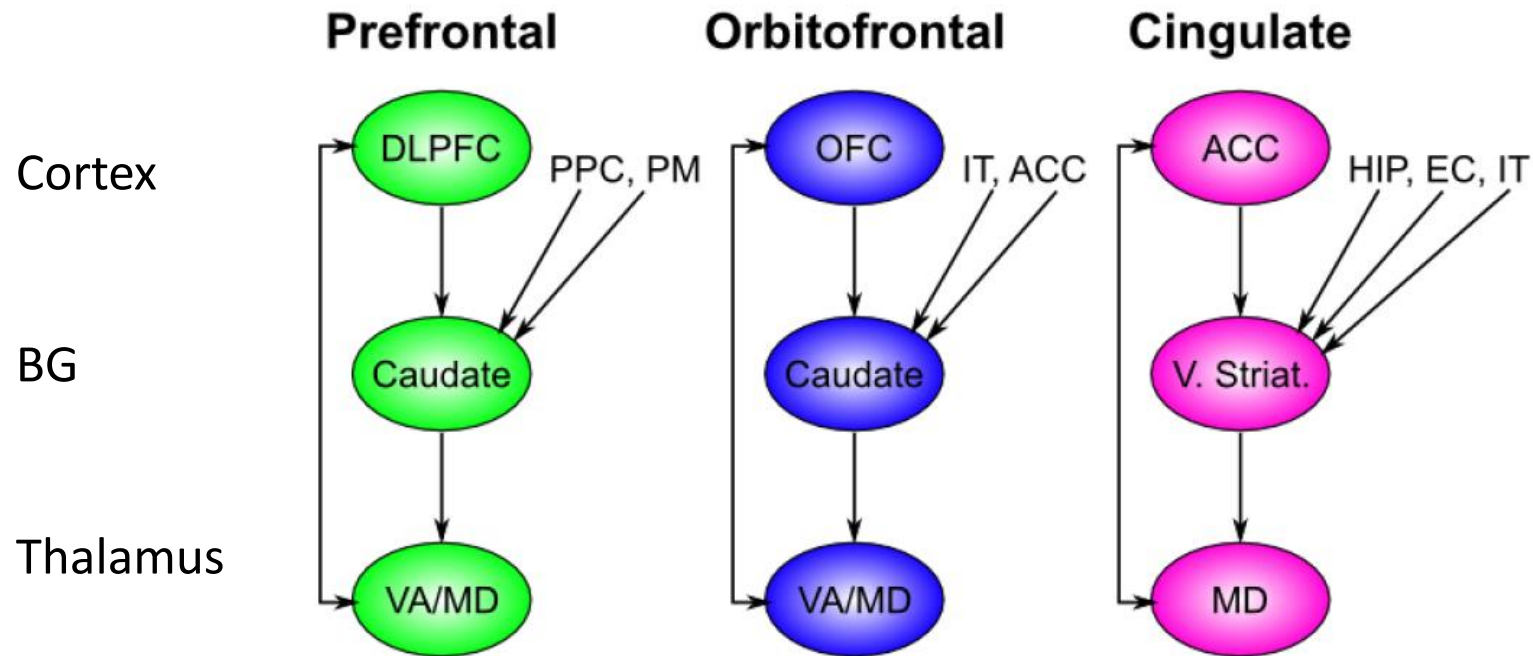 Prefrontal Orbitofrontal Cingulate
Cortex DLPFC PPC, PM OFC IT, ACC ACC HIP, EC, IT
BG Caudate Caudate V. Striat.
Thalamus VA/MD VA/MD MD